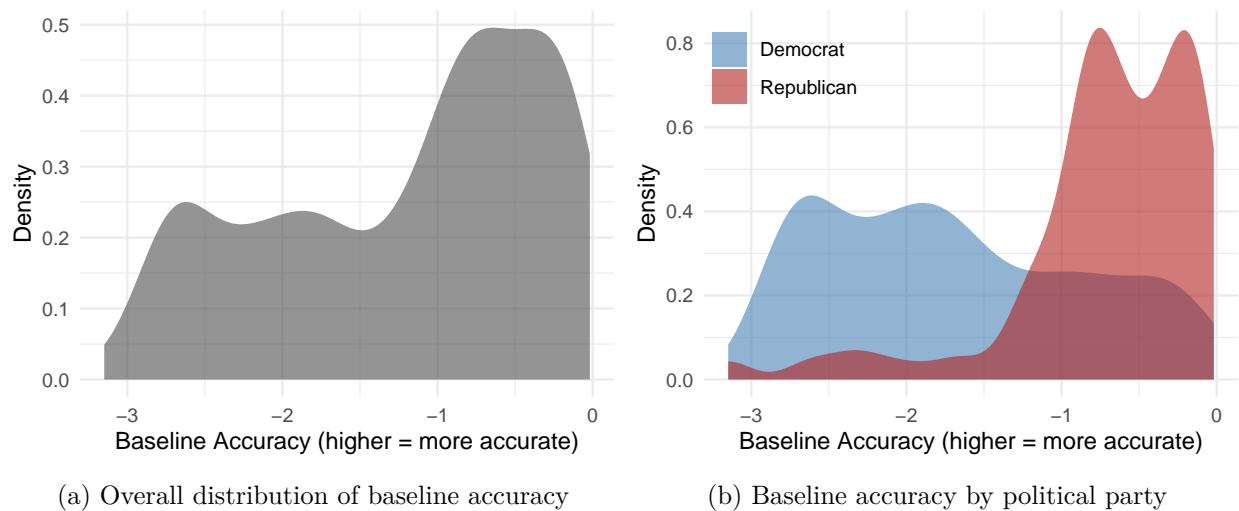 0.5
0.4
0.3
0.2
0.1
0.0
Density
−3
−2
−1
0
Baseline Accuracy (higher = more accurate)
(a) Overall distribution of baseline accuracy
Democrat
Republican
0.8
0.6
0.4
0.2
0.0
Density
−3
−2
−1
0
Baseline Accuracy (higher = more accurate)
(b) Baseline accuracy by political party